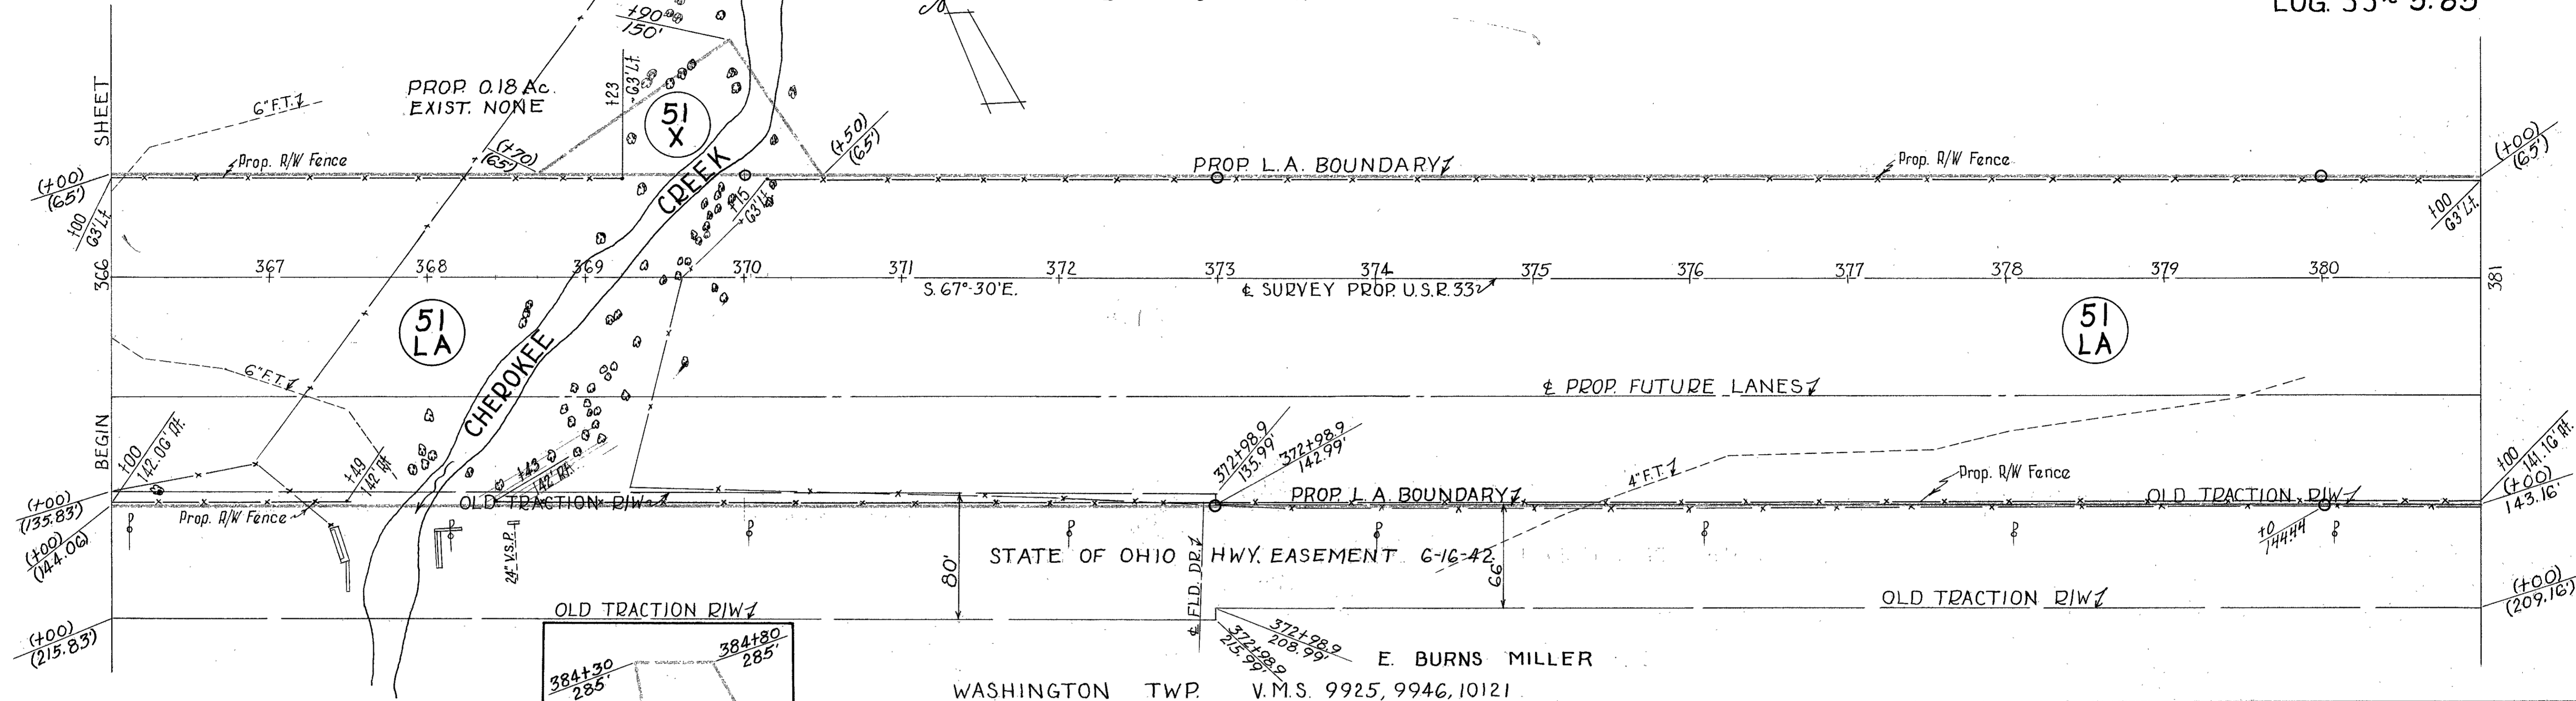 LOG. 33~ 5.85
+90
150'
PROP. 0.18 Ac.
EXIST. NONE
+23
63' Lt.
51
X
6" F.T.
SHEET
Prop. R/W Fence
(+70)
(65')
(+50)
(65')
PROP. L.A. BOUNDARY
Prop. R/W Fence
(+00)
(65')
(+00)
(65')
+00
63' Lt.
+00
63' Lt.
CREEK
+15
63' Lt.
366
367
368
369
370
371
372
373
374
375
376
377
378
379
380
381
S. 67°-30' E.
℄ SURVEY PROP. U.S.R. 33
51
LA
51
LA
CHEROKEE
6" F.T.
℄ PROP. FUTURE LANES
BEGIN
+00
142.06' Rt.
+49
142' Rt
+43
142' Rt.
372+98.9
135.99'
372+98.9
142.99'
4" F.T.
Prop. R/W Fence
+00
141.16' Rt.
(+00)
143.16'
(+00)
(135.83')
(+00)
(144.06)
Prop. R/W Fence
OLD TRACTION R/W
PROP. L.A. BOUNDARY
OLD TRACTION R/W
+0
144.44
24" V.S.P.
80'
STATE OF OHIO HWY. EASEMENT 6-16-42
℄ FLD. DR.
66'
(+00)
(215.83')
OLD TRACTION R/W
OLD TRACTION R/W
(+00)
(209.16')
372+98.9
208.99'
372+98.9
215.99'
384+30
285'
384+80
285'
E. BURNS MILLER
WASHINGTON TWP. V.M.S. 9925, 9946, 10121